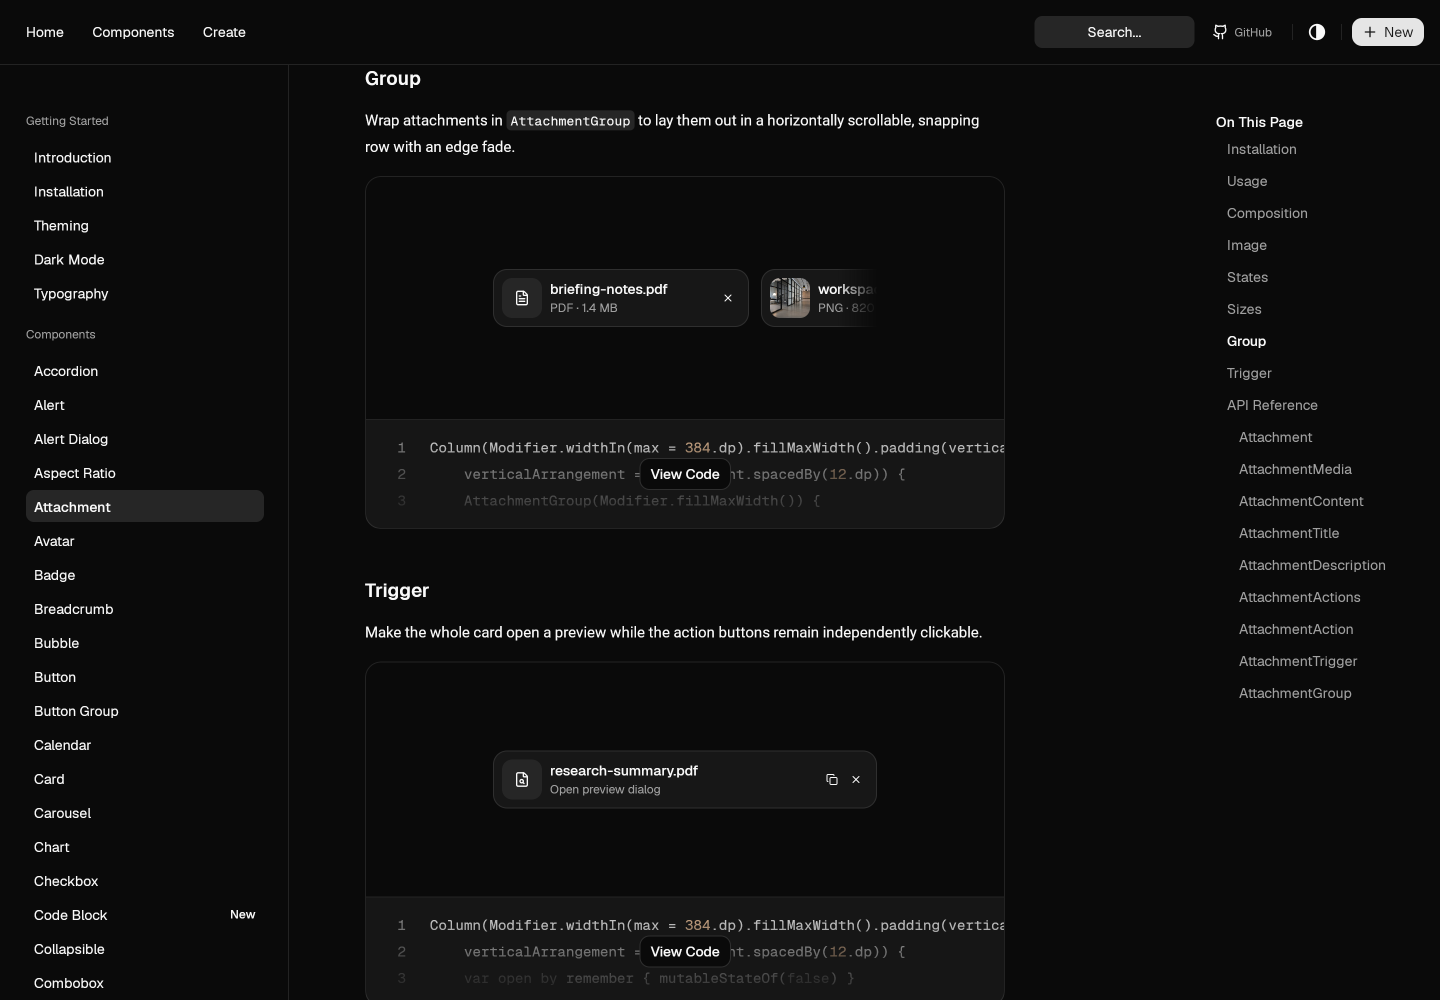 Home
Components
Create
Search...
GitHub
New
Getting Started
Introduction
Installation
Theming
Dark Mode
Typography
Components
Accordion
Alert
Alert Dialog
Aspect Ratio
Attachment
Avatar
Badge
Breadcrumb
Bubble
Button
Button Group
Calendar
Card
Carousel
Chart
Checkbox
Code Block
New
Collapsible
Combobox
Group
Wrap attachments in AttachmentGroup to lay them out in a horizontally scrollable, snapping
row with an edge fade.
briefing-notes.pdf
PDF · 1.4 MB
workspa
PNG · 820
1 Column(Modifier.widthIn(max = 384.dp).fillMaxWidth().padding(vertica
2 verticalArrangement = nt.spacedBy(12.dp)) {
View Code
3 AttachmentGroup(Modifier.fillMaxWidth()) {
Trigger
Make the whole card open a preview while the action buttons remain independently clickable.
research-summary.pdf
Open preview dialog
1 Column(Modifier.widthIn(max = 384.dp).fillMaxWidth().padding(vertica
2 verticalArrangement = nt.spacedBy(12.dp)) {
View Code
3 var open by remember { mutableStateOf(false) }
On This Page
Installation
Usage
Composition
Image
States
Sizes
Group
Trigger
API Reference
Attachment
AttachmentMedia
AttachmentContent
AttachmentTitle
AttachmentDescription
AttachmentActions
AttachmentAction
AttachmentTrigger
AttachmentGroup